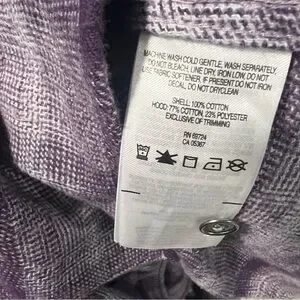 MACHINE WASH COLD GENTLE, WASH SEPARATELY,
DO NOT BLEACH, LINE DRY, IRON LOW, DO NOT
USE FABRIC SOFTENER, IF PRESENT DO NOT IRON
DECAL, DO NOT DRYCLEAN
SHELL: 100% COTTON
HOOD: 77% COTTON, 23% POLYESTER
EXCLUSIVE OF TRIMMING
RN 69724
CA 05367